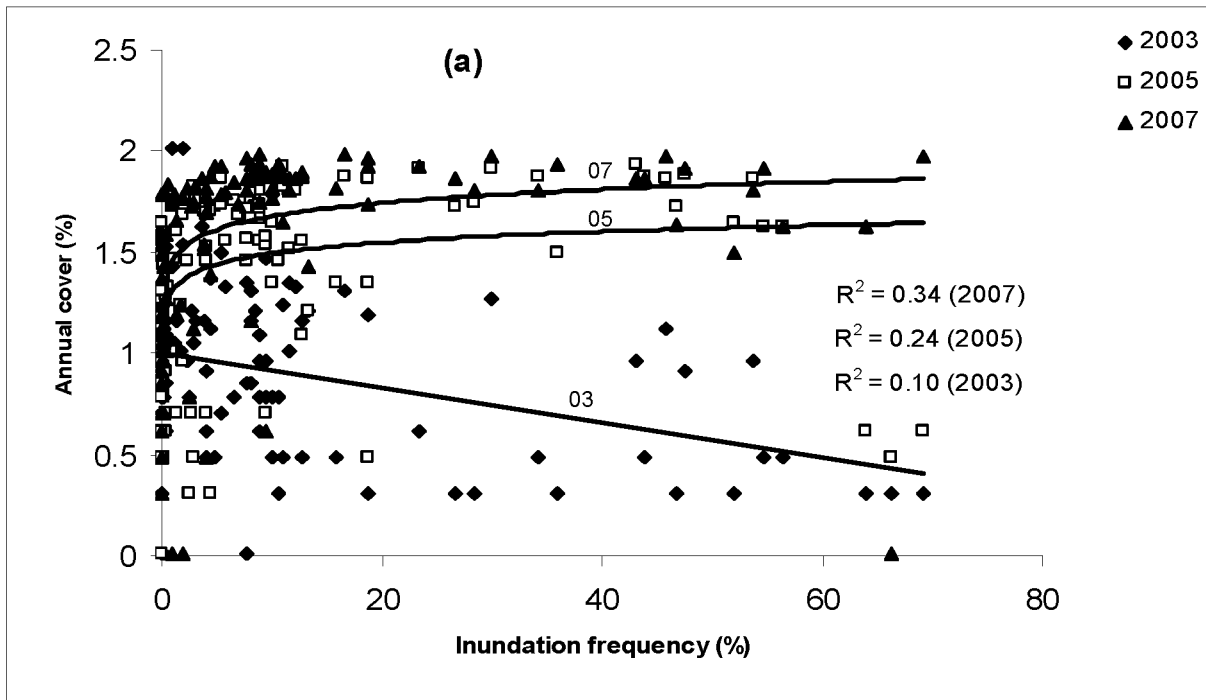 (a)
2003
2005
2007
2.5
2
1.5
1
0.5
0
Annual cover (%)
07
05
03
R² = 0.34 (2007)
R² = 0.24 (2005)
R² = 0.10 (2003)
0 20 40 60 80
Inundation frequency (%)